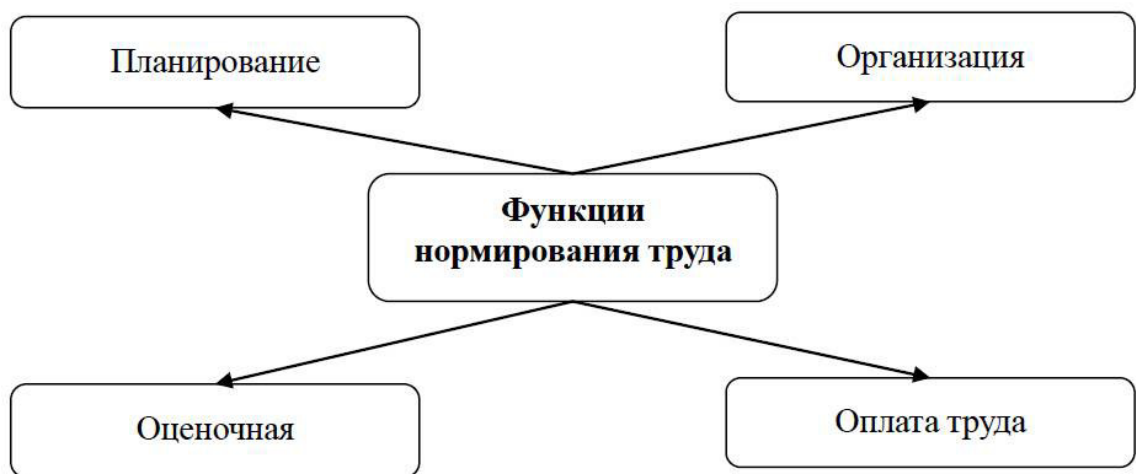 Планирование
Организация
Функции
нормирования труда
Оценочная
Оплата труда